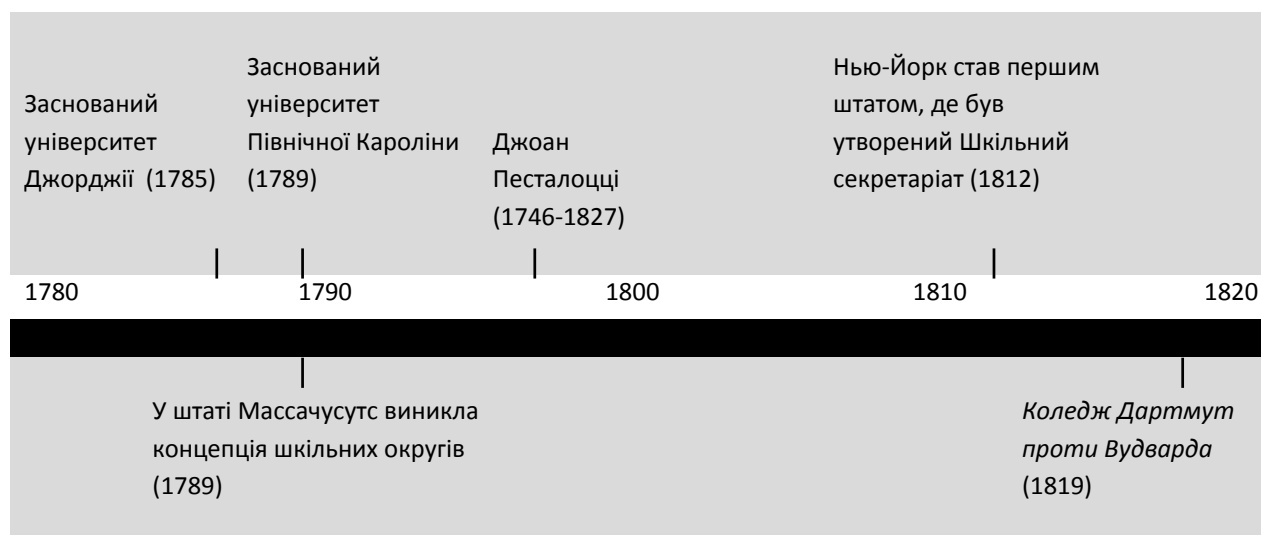 Заснований
університет
Джорджії (1785)
Заснований
університет
Північної Кароліни
(1789)
Джоан
Песталоцці
(1746-1827)
Нью-Йорк став першим
штатом, де був
утворений Шкільний
секретаріат (1812)
1780
1790
1800
1810
1820
У штаті Массачусутс виникла
концепція шкільних округів
(1789)
Коледж Дартмут
проти Вудварда
(1819)